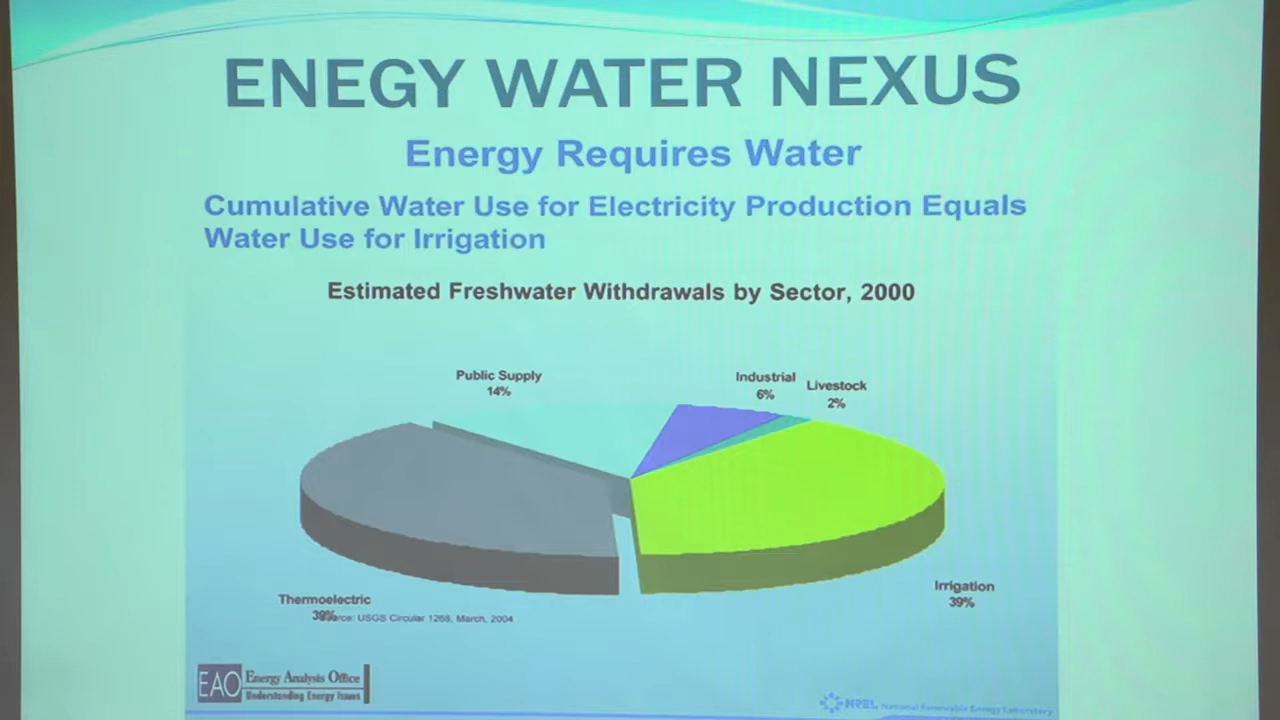 ENEGY WATER NEXUS
Energy Requires Water
Cumulative Water Use for Electricity Production Equals
Water Use for Irrigation
Estimated Freshwater Withdrawals by Sector, 2000
Public Supply
14%
Industrial
6%
Livestock
2%
Irrigation
39%
Thermoelectric
39%
USGS Circular 1268, March, 2004
EAO
Energy Analysis Office
Understanding Energy Issues
NREL National Renewable Energy Laboratory